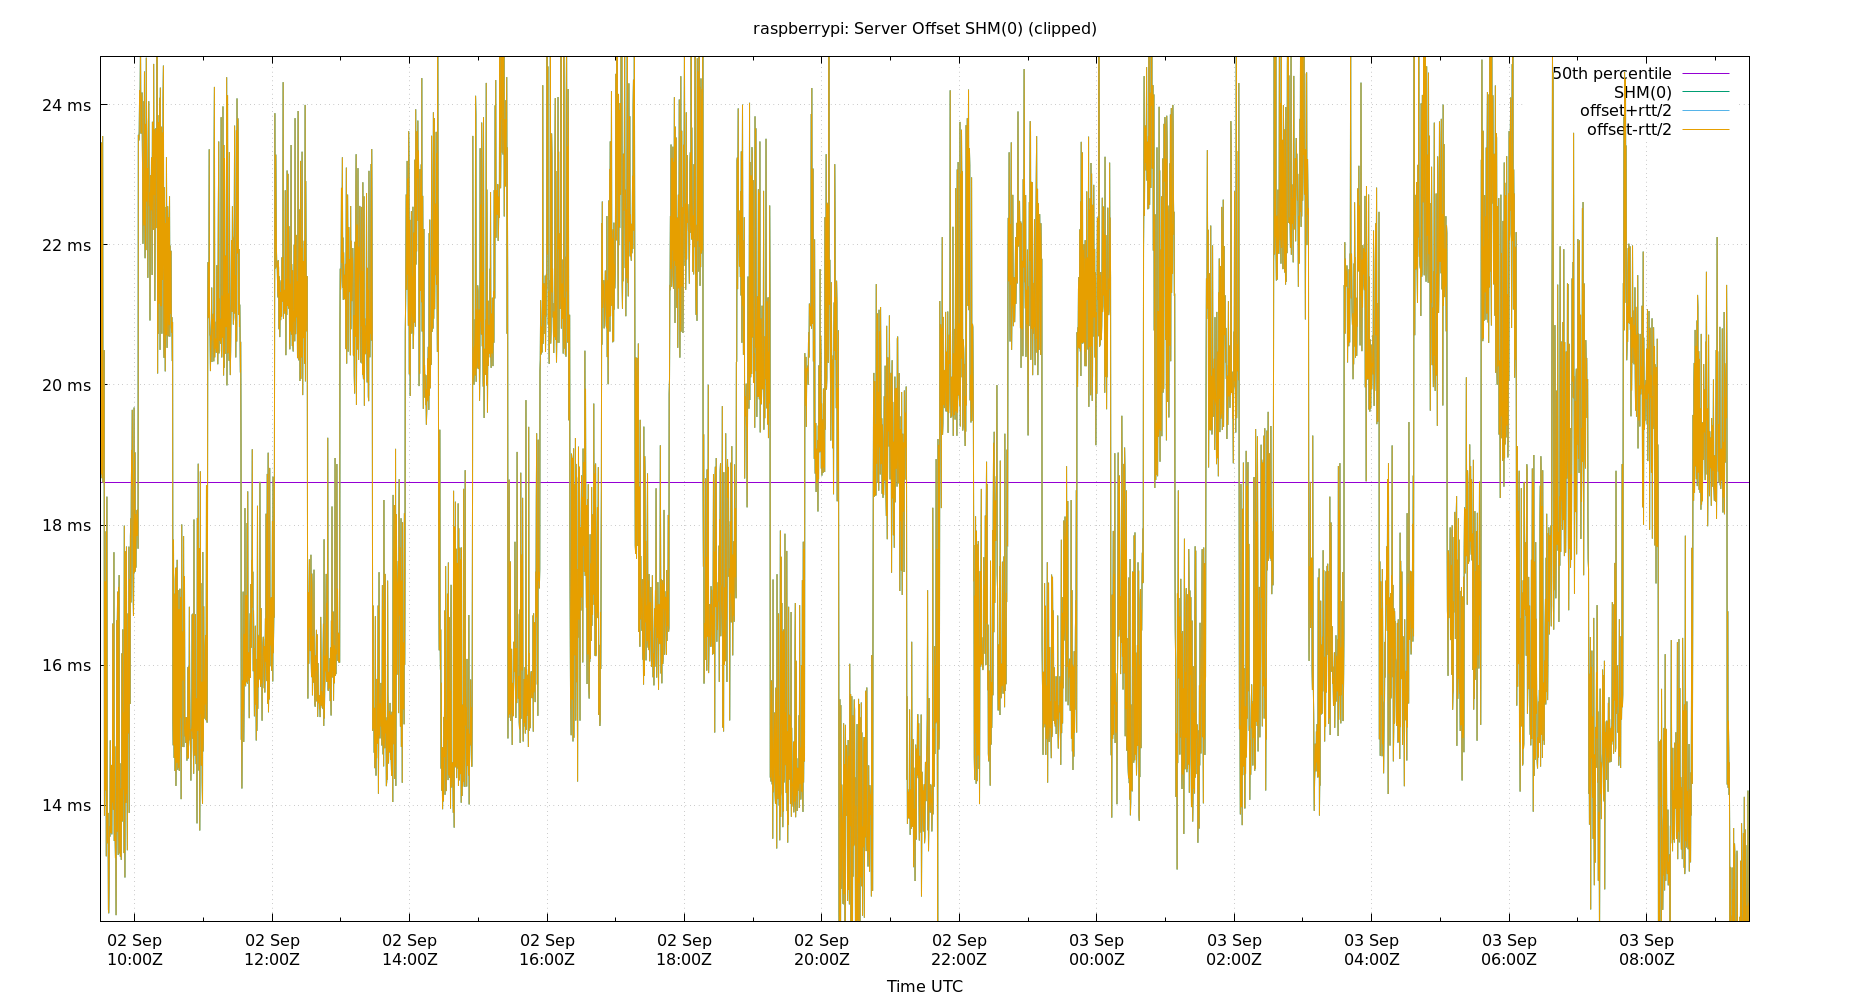 raspberrypi: Server Offset SHM(0) (clipped)
50th percentile
SHM(0)
offset+rtt/2
offset-rtt/2
24 ms
22 ms
20 ms
18 ms
16 ms
14 ms
02 Sep 02 Sep 02 Sep 02 Sep 02 Sep 02 Sep 02 Sep 03 Sep 03 Sep 03 Sep 03 Sep 03 Sep
10:00Z 12:00Z 14:00Z 16:00Z 18:00Z 20:00Z 22:00Z 00:00Z 02:00Z 04:00Z 06:00Z 08:00Z
Time UTC